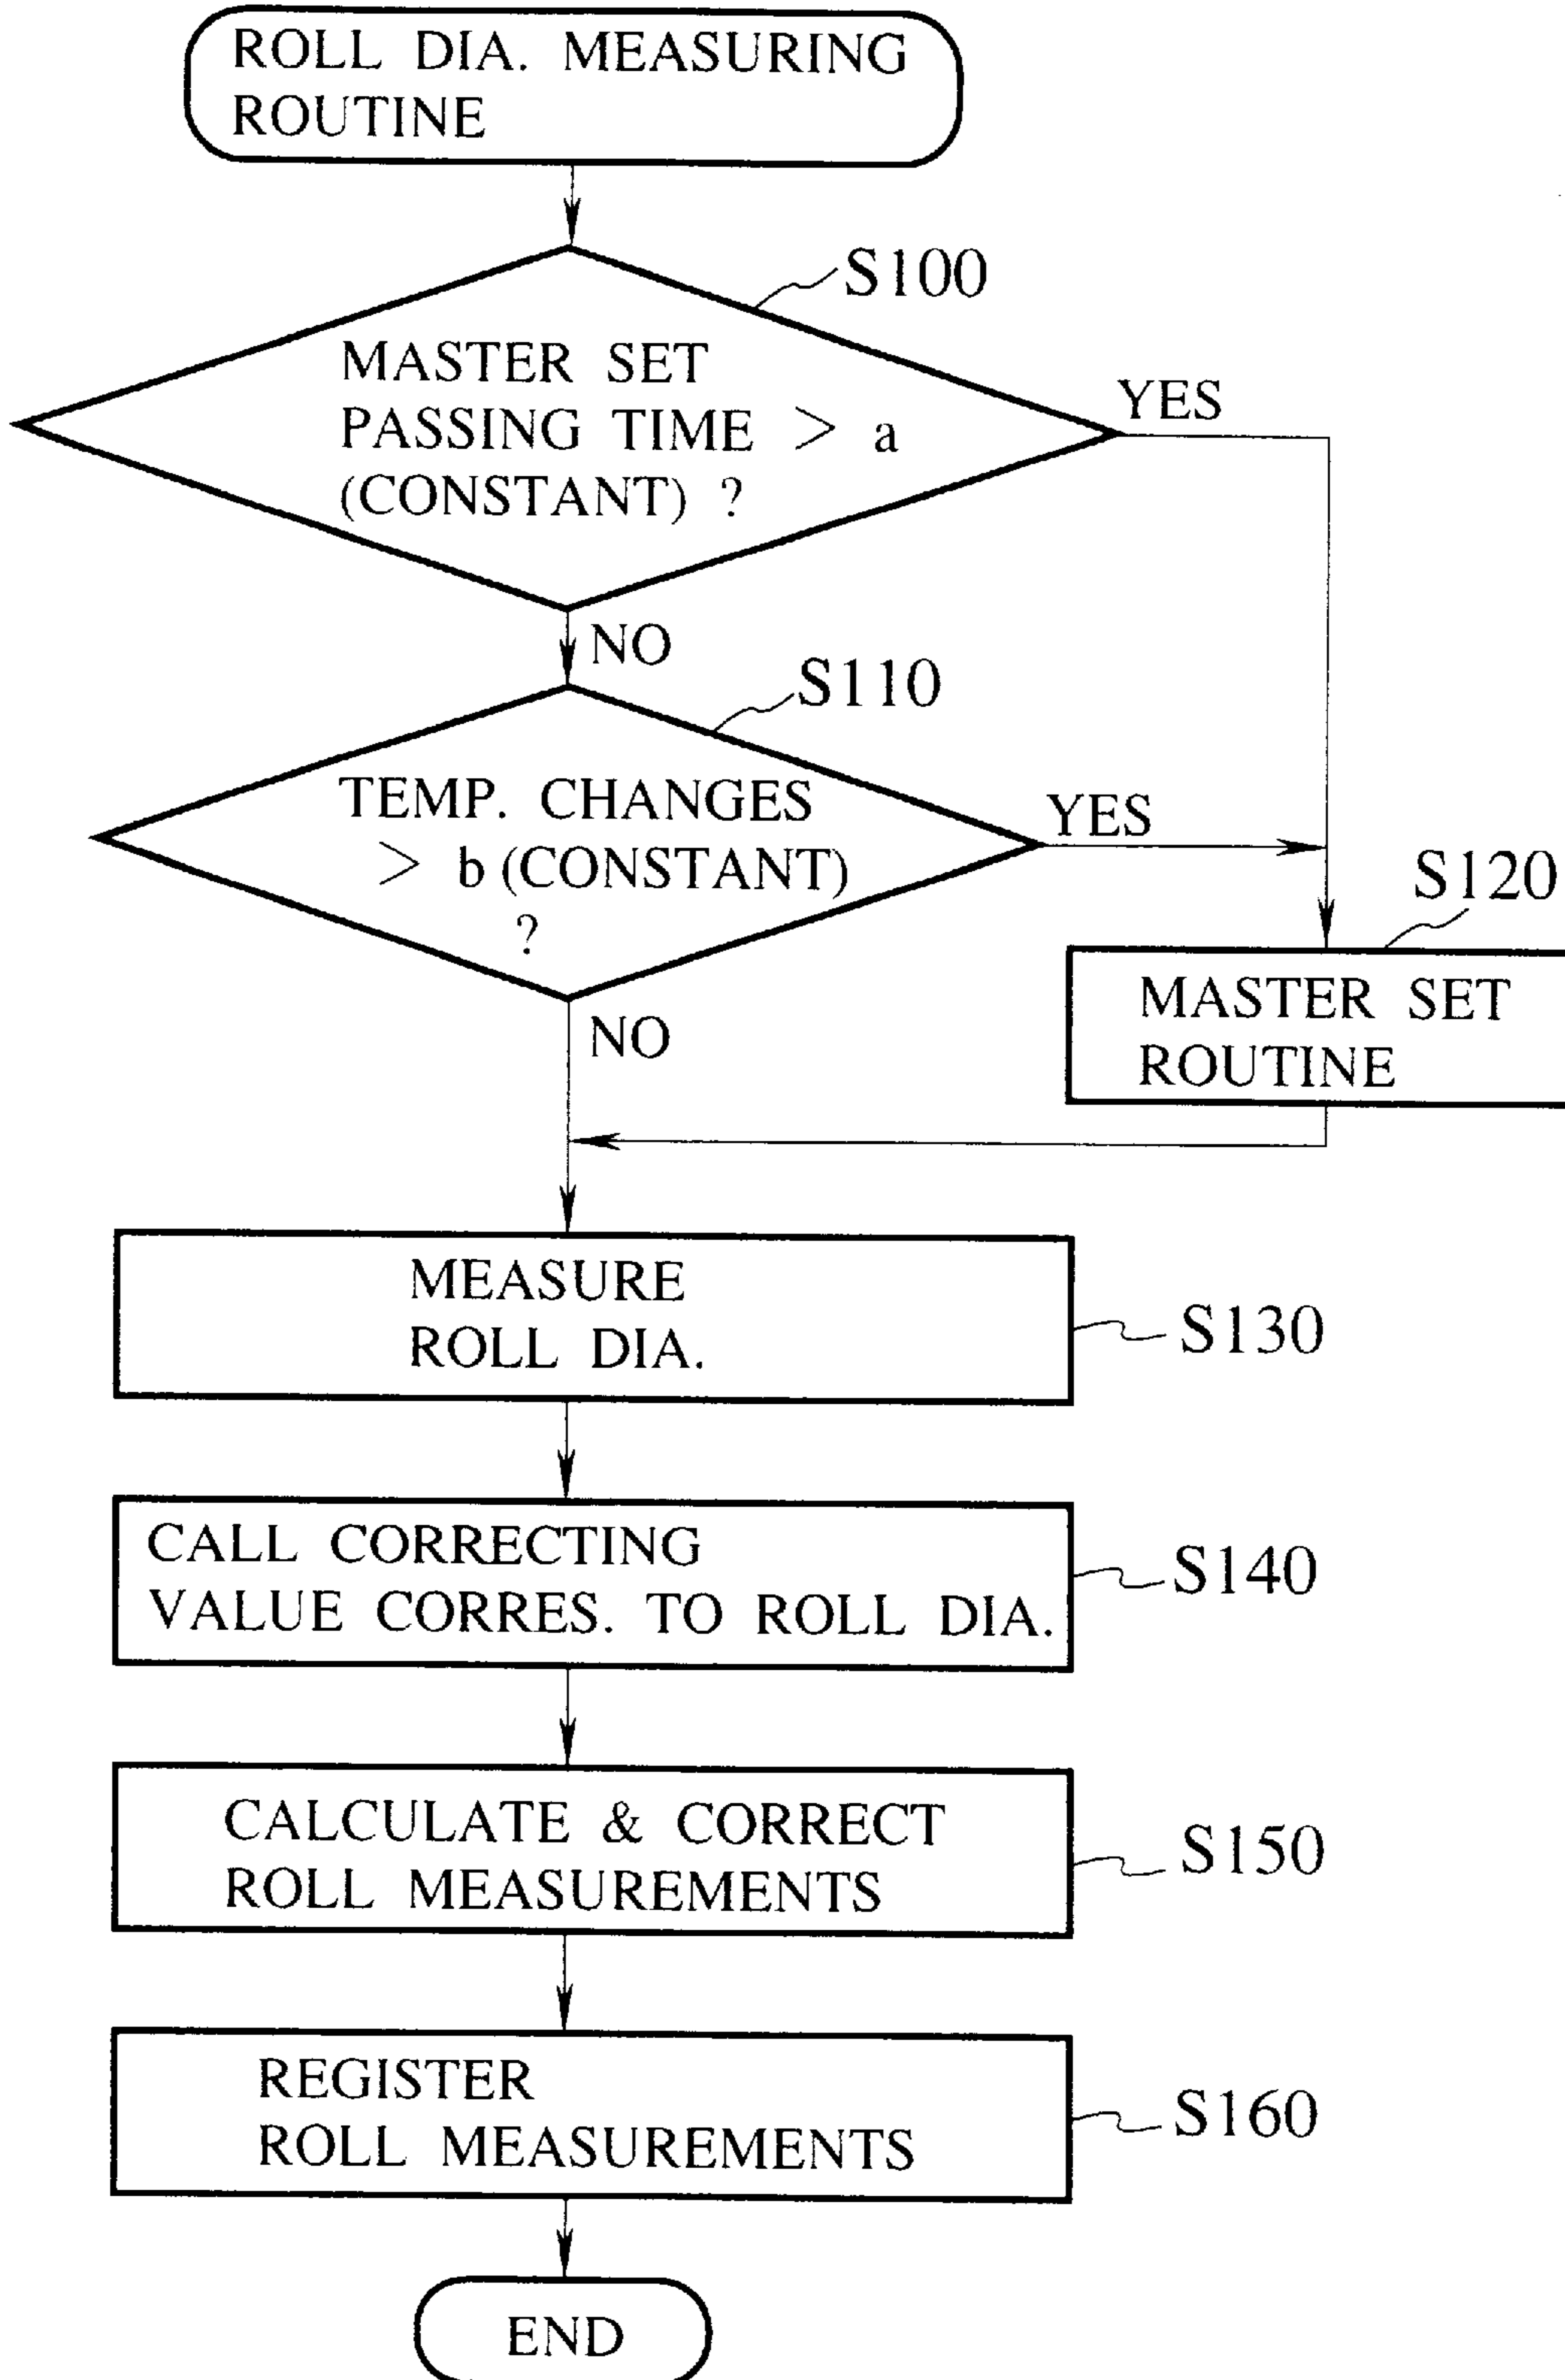 ROLL DIA. MEASURING
ROUTINE
S100
MASTER SET
PASSING TIME > a
(CONSTANT) ?
YES
NO
S110
TEMP. CHANGES
> b (CONSTANT)
?
YES
S120
MASTER SET
ROUTINE
NO
MEASURE
ROLL DIA.
S130
CALL CORRECTING
VALUE CORRES. TO ROLL DIA.
S140
CALCULATE & CORRECT
ROLL MEASUREMENTS
S150
REGISTER
ROLL MEASUREMENTS
S160
END